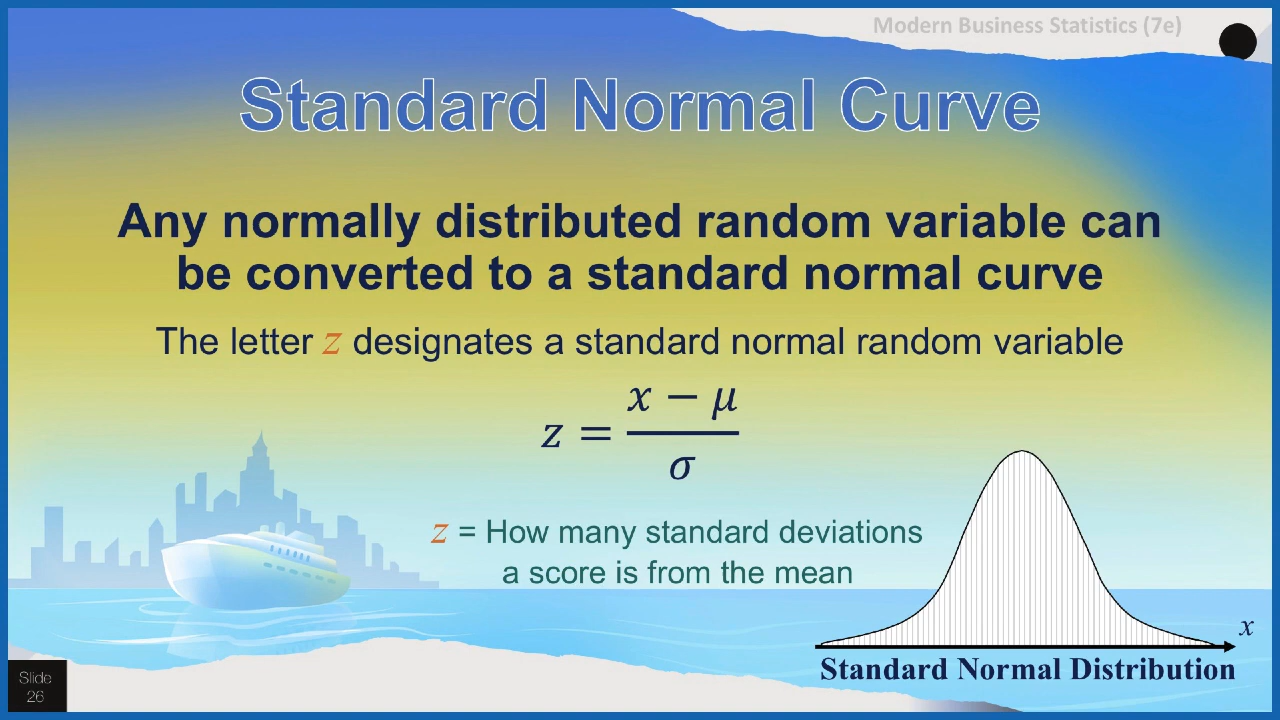 Modern Business Statistics (7e)
Standard Normal Curve
Any normally distributed random variable can
be converted to a standard normal curve
The letter z designates a standard normal random variable
z = (x − μ) / σ
z = How many standard deviations
a score is from the mean
x
Standard Normal Distribution
Slide
26